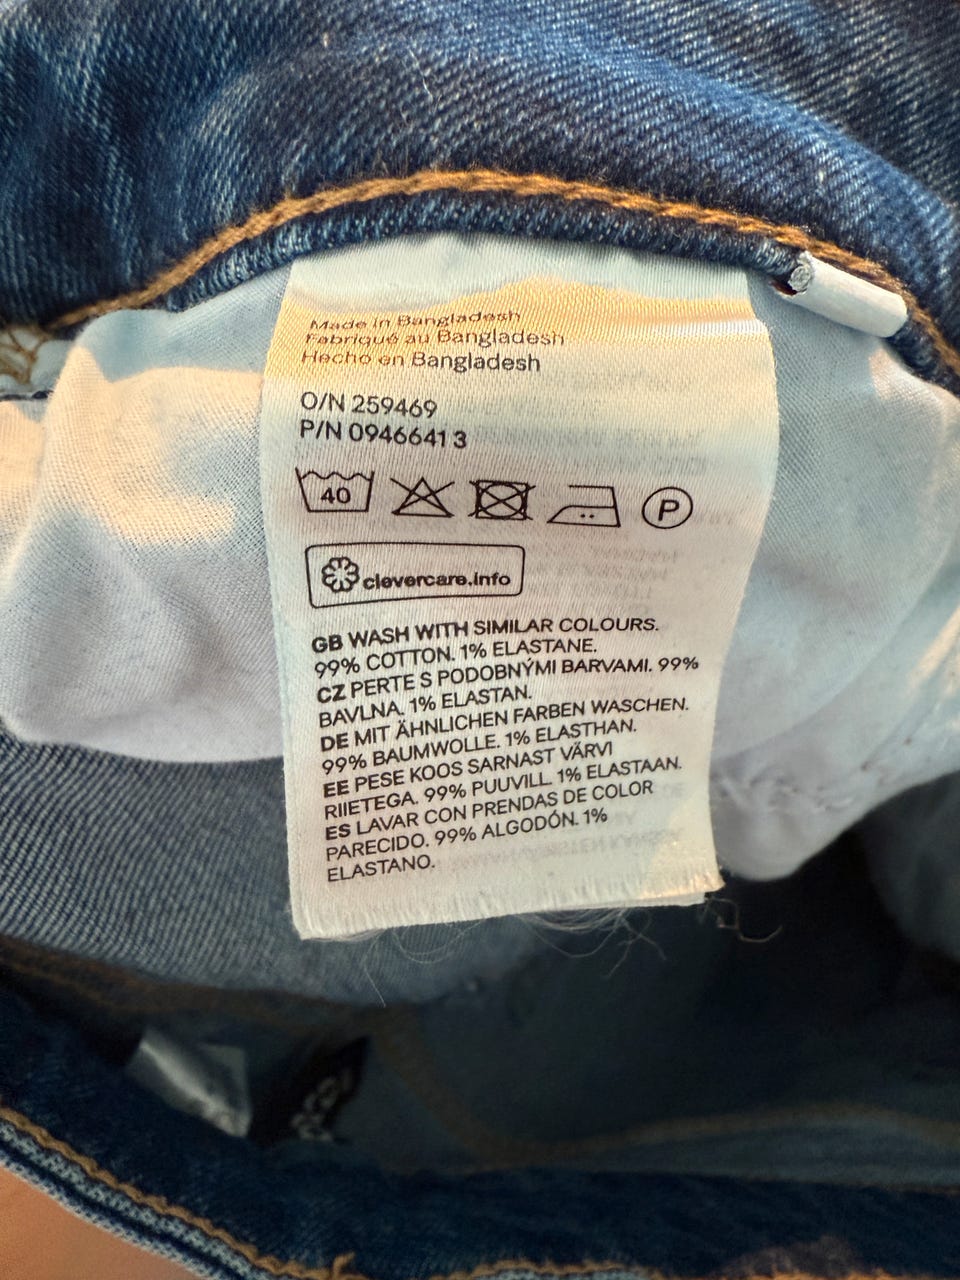 Made in Bangladesh
Fabriqué au Bangladesh
Hecho en Bangladesh
O/N 259469
P/N 0946641 3
40
P
clevercare.info
GB WASH WITH SIMILAR COLOURS.
99% COTTON. 1% ELASTANE.
CZ PERTE S PODOBNÝMI BARVAMI. 99%
BAVLNA. 1% ELASTAN.
DE MIT ÄHNLICHEN FARBEN WASCHEN.
99% BAUMWOLLE. 1% ELASTHAN.
EE PESE KOOS SARNAST VÄRVI
RIIETEGA. 99% PUUVILL. 1% ELASTAAN.
ES LAVAR CON PRENDAS DE COLOR
PARECIDO. 99% ALGODÓN. 1%
ELASTANO.